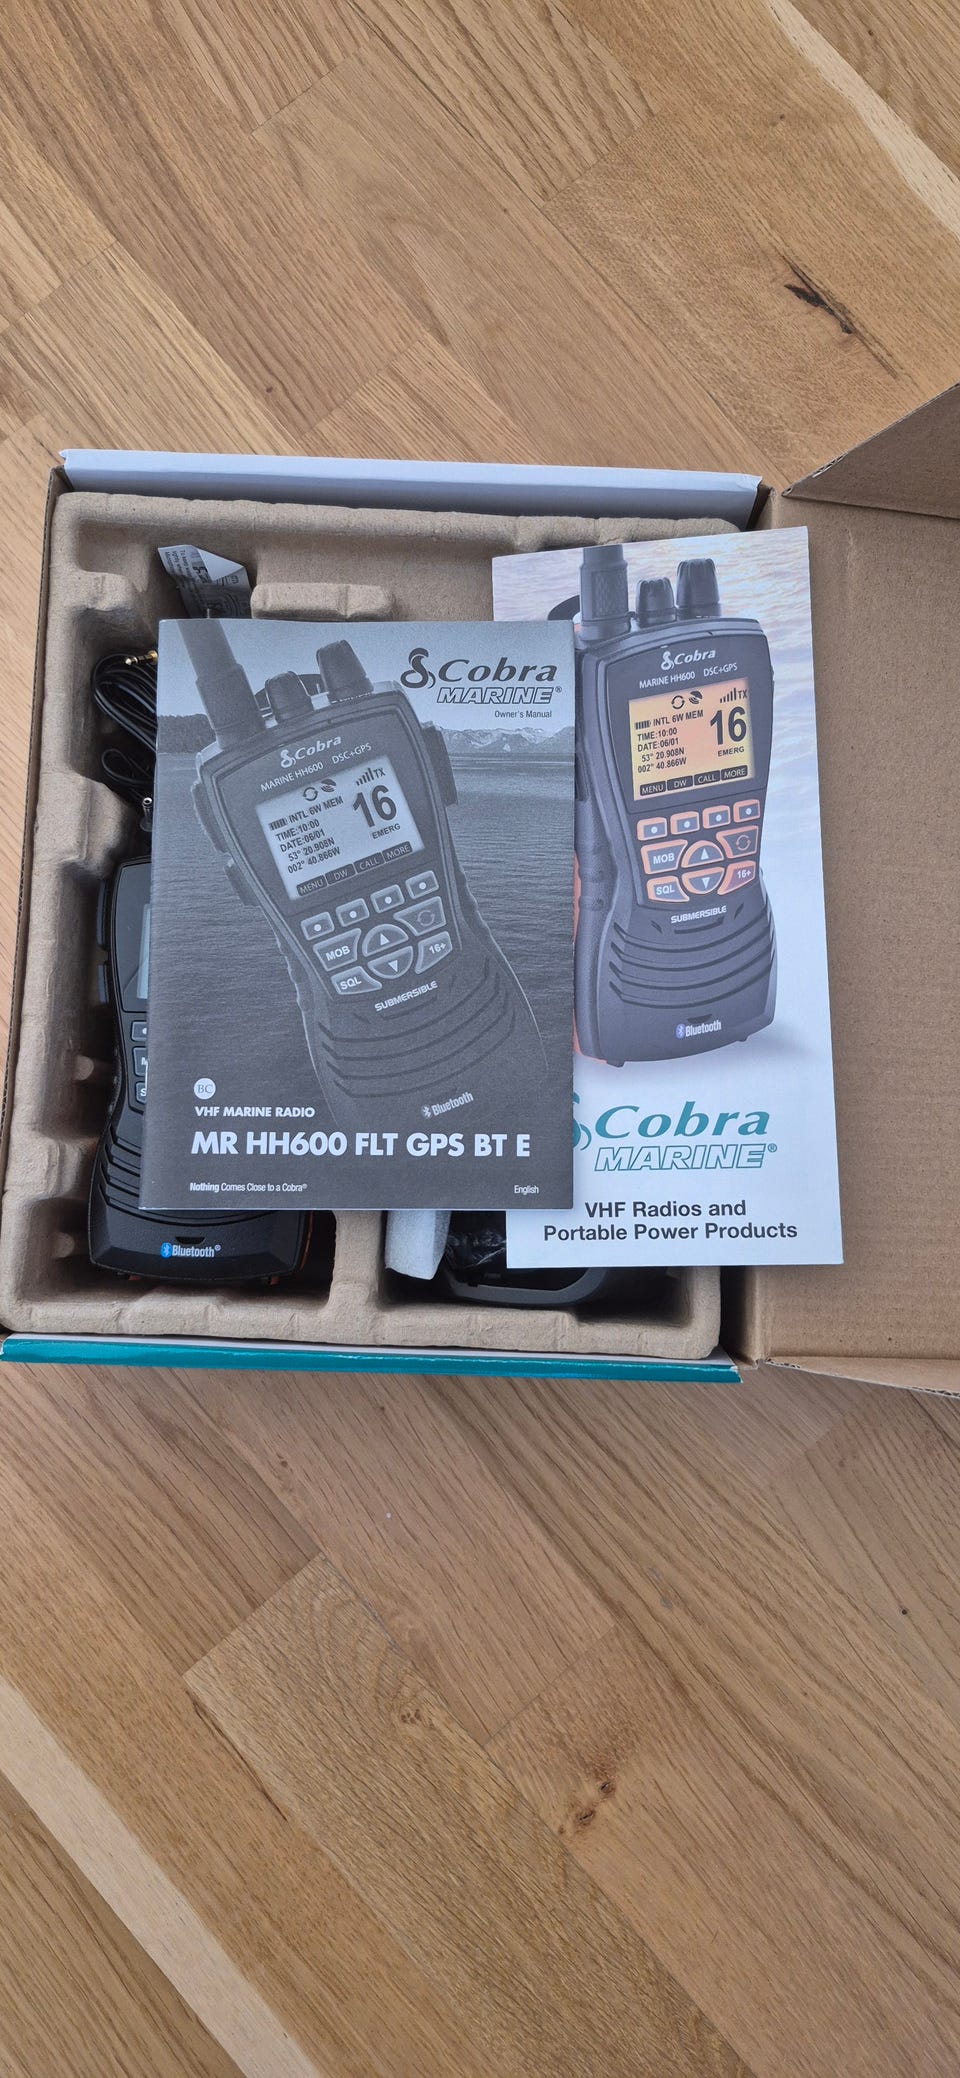 Cobra
MARINE®
Owner's Manual
Cobra
MARINE HH600 DSC+GPS
TX
INTL 6W MEM
TIME:10:00
DATE:06/01
53° 20.908N
002° 40.866W
16
EMERG
MENU DW CALL MORE
MOB
SQL
16+
SUBMERSIBLE
Bluetooth
BC
VHF MARINE RADIO
MR HH600 FLT GPS BT E
Nothing Comes Close to a Cobra®
English
Cobra
MARINE HH600 DSC+GPS
TX
INTL 6W MEM
TIME:10:00
DATE:06/01
53° 20.908N
002° 40.866W
16
EMERG
MENU DW CALL MORE
MOB
SQL
16+
SUBMERSIBLE
Bluetooth
Cobra
MARINE®
VHF Radios and
Portable Power Products
Bluetooth®